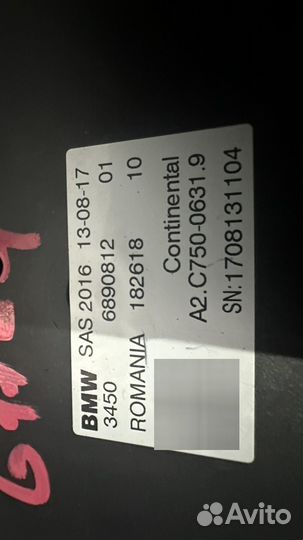 BMW SAS 2016 13-08-17
3450 6890812 01
ROMANIA 182618 10
Continental
A2.C750-0631.9
SN:1708131104
Avito